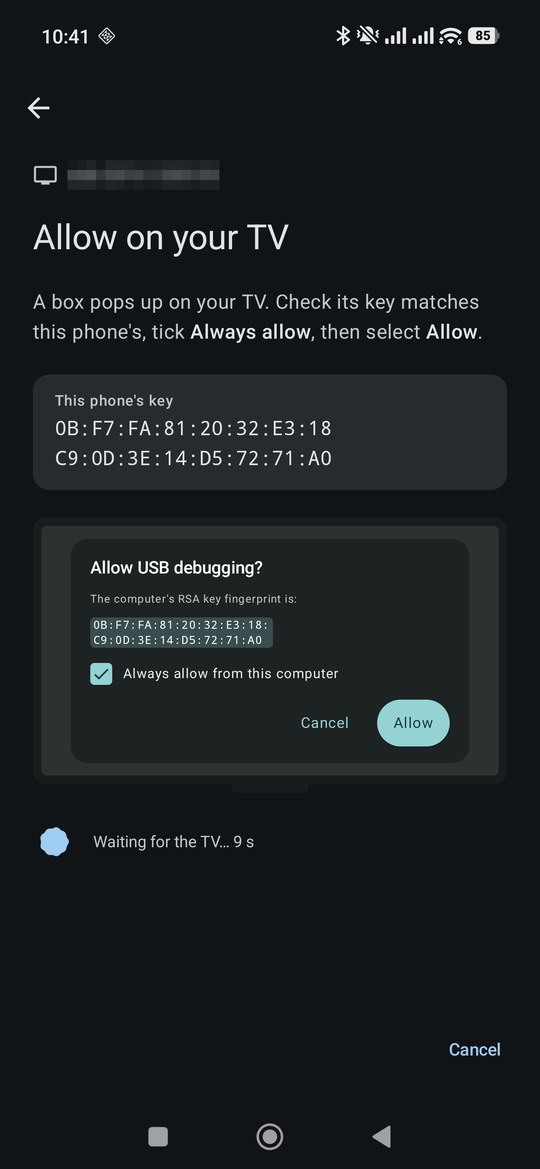 10:41
6
85
Allow on your TV
A box pops up on your TV. Check its key matches
this phone's, tick Always allow, then select Allow.
This phone's key
0B:F7:FA:81:20:32:E3:18
C9:0D:3E:14:D5:72:71:A0
Allow USB debugging?
The computer's RSA key fingerprint is:
0B:F7:FA:81:20:32:E3:18:
C9:0D:3E:14:D5:72:71:A0
Always allow from this computer
Cancel
Allow
Waiting for the TV... 9 s
Cancel